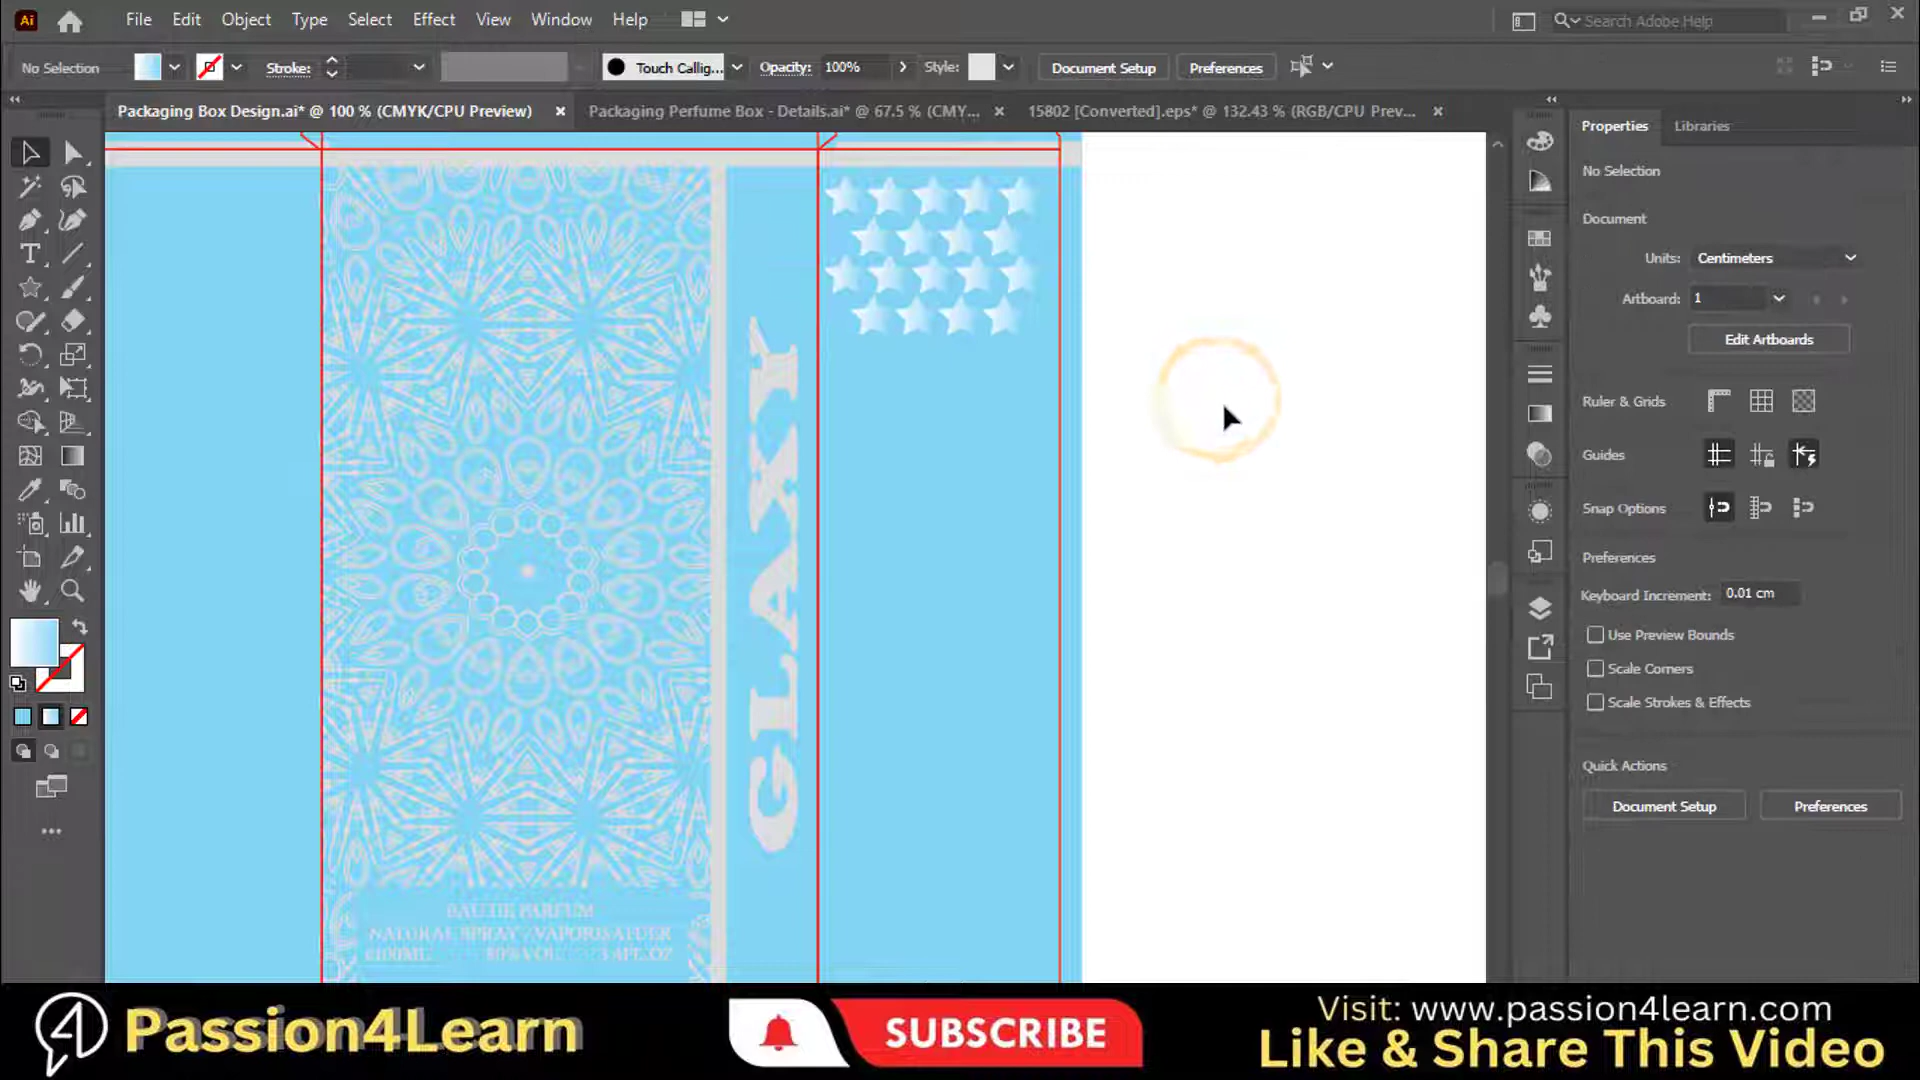 Ai File Edit Object Type Select Effect View Window Help Search Adobe Help
No Selection Stroke: Touch Callig... Opacity: 100% Style: Document Setup Preferences
Packaging Box Design.ai* @ 100 % (CMYK/CPU Preview) Packaging Perfume Box - Details.ai* @ 67.5 % (CMY... 15802 [Converted].eps* @ 132.43 % (RGB/CPU Prev...
Properties Libraries
No Selection
Document
Units: Centimeters
Artboard: 1
Edit Artboards
Ruler & Grids
Guides
Snap Options
Preferences
Keyboard Increment: 0.01 cm
Use Preview Bounds
Scale Corners
Scale Strokes & Effects
Quick Actions
Document Setup Preferences
GLAXY
PARFUM
NATURAL SPRAY / VAPORISATUER
80%VOL
Passion4Learn
SUBSCRIBE
Visit: www.passion4learn.com
Like & Share This Video